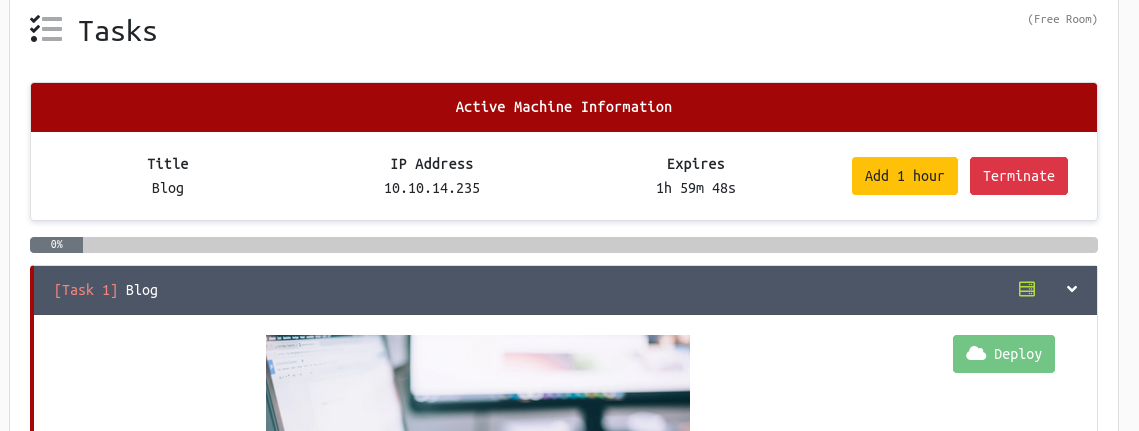 Tasks
(Free Room)
Active Machine Information
Title IP Address Expires
Blog 10.10.14.235 1h 59m 48s
Add 1 hour Terminate
0%
[Task 1] Blog
Deploy